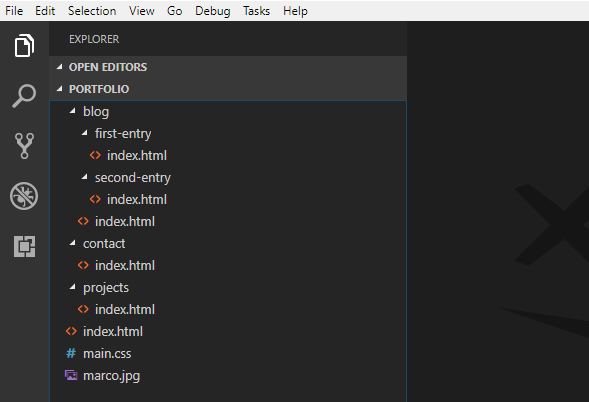 File Edit Selection View Go Debug Tasks Help
EXPLORER
OPEN EDITORS
PORTFOLIO
blog
first-entry
<> index.html
second-entry
<> index.html
<> index.html
contact
<> index.html
projects
<> index.html
<> index.html
# main.css
marco.jpg